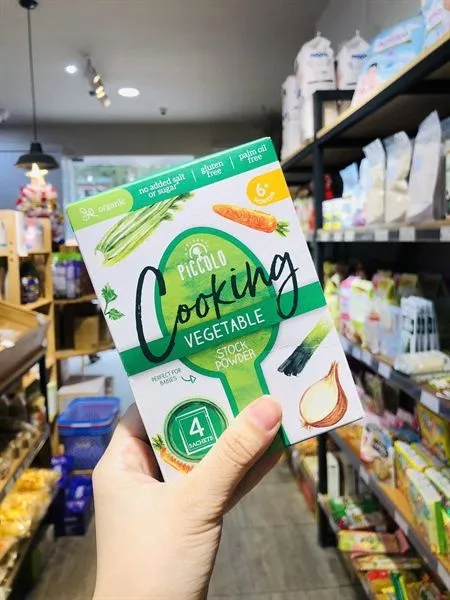 organic
no added salt
or sugar*
gluten
free
palm oil
free
6+
MONTHS
PICCOLO
Cooking
VEGETABLE
STOCK
POWDER
PERFECT FOR
BABIES
4
SACHETS